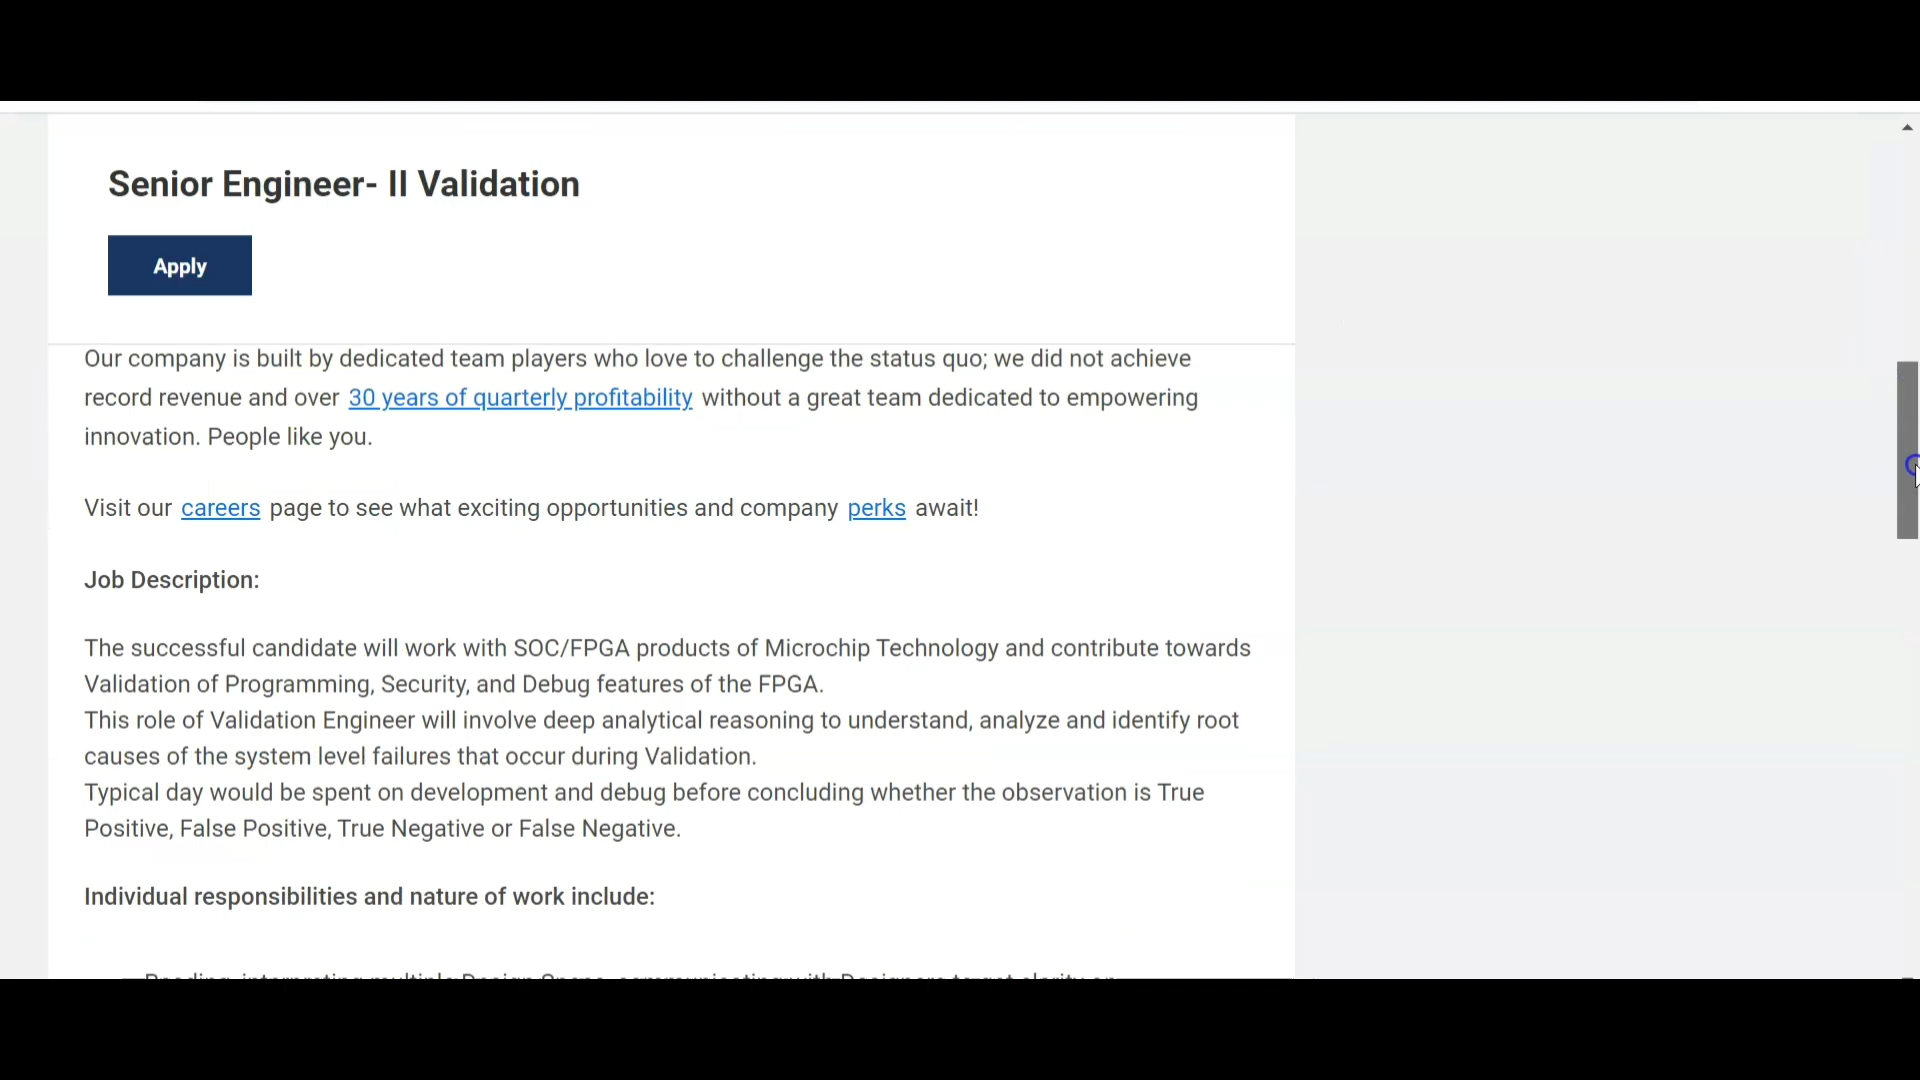 Senior Engineer- II Validation
Apply
Our company is built by dedicated team players who love to challenge the status quo; we did not achieve
record revenue and over 30 years of quarterly profitability without a great team dedicated to empowering
innovation. People like you.
Visit our careers page to see what exciting opportunities and company perks await!
Job Description:
The successful candidate will work with SOC/FPGA products of Microchip Technology and contribute towards
Validation of Programming, Security, and Debug features of the FPGA.
This role of Validation Engineer will involve deep analytical reasoning to understand, analyze and identify root
causes of the system level failures that occur during Validation.
Typical day would be spent on development and debug before concluding whether the observation is True
Positive, False Positive, True Negative or False Negative.
Individual responsibilities and nature of work include: